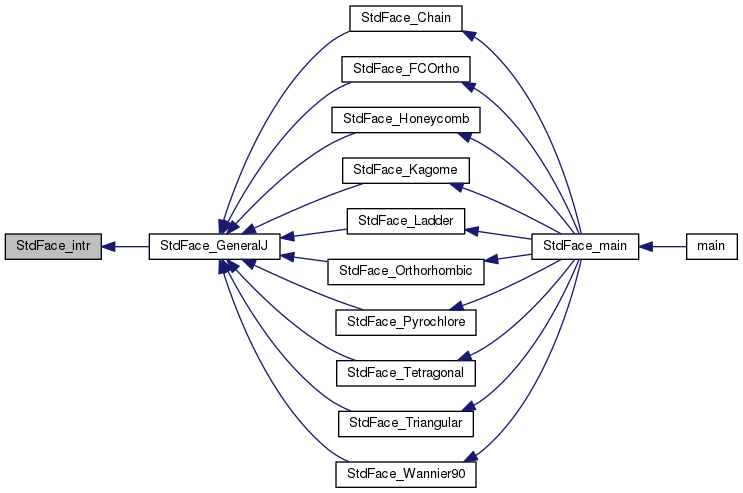 StdFace_Chain
StdFace_FCOrtho
StdFace_Honeycomb
StdFace_Kagome
StdFace_Ladder
StdFace_intr
StdFace_GeneralJ
StdFace_main
main
StdFace_Orthorhombic
StdFace_Pyrochlore
StdFace_Tetragonal
StdFace_Triangular
StdFace_Wannier90